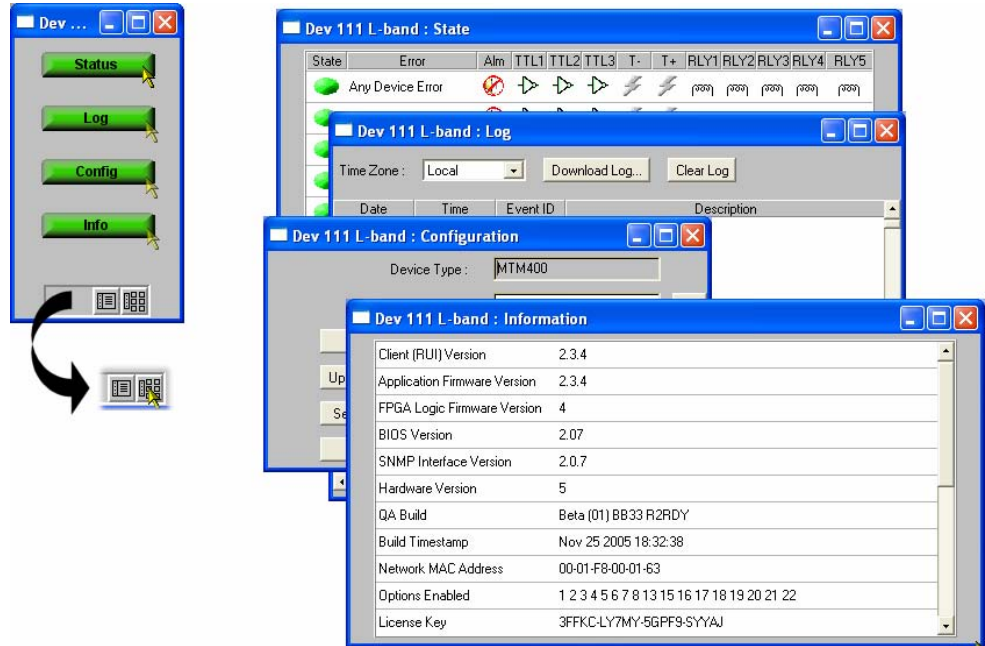 Dev ...
Status
Log
Config
Info
Dev 111 L-band : State
State Error Alm TTL1 TTL2 TTL3 T- T+ RLY1 RLY2 RLY3 RLY4 RLY5
Any Device Error
Dev 111 L-band : Log
Time Zone : Local Download Log... Clear Log
Date Time Event ID Description
Dev 111 L-band : Configuration
Device Type : MTM400
Up
Se
Dev 111 L-band : Information
Client (RUI) Version 2.3.4
Application Firmware Version 2.3.4
FPGA Logic Firmware Version 4
BIOS Version 2.07
SNMP Interface Version 2.0.7
Hardware Version 5
QA Build Beta (01) BB33 R2RDY
Build Timestamp Nov 25 2005 18:32:38
Network MAC Address 00-01-F8-00-01-63
Options Enabled 1 2 3 4 5 6 7 8 13 15 16 17 18 19 20 21 22
License Key 3FFKC-LY7MY-5GPF9-SYYAJ